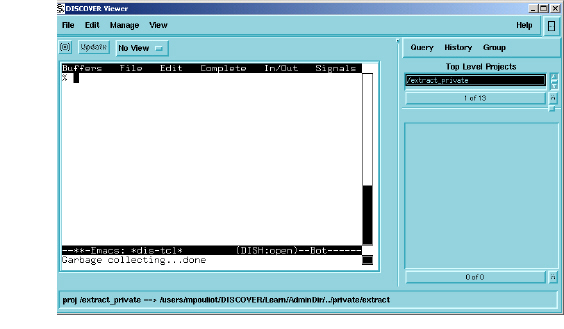 DISCOVER Viewer
File Edit Manage View Help
Update No View
Query History Group
Top Level Projects
/extract_private
1 of 13
Buffers File Edit Complete In/Out Signals
%
--**-Emacs: *dis-tcl* (DISH:open)--Bot------
Garbage collecting...done
0 of 0
proj /extract_private --> /users/mpouliot/DISCOVER/Learn/AdminDir/../private/extract